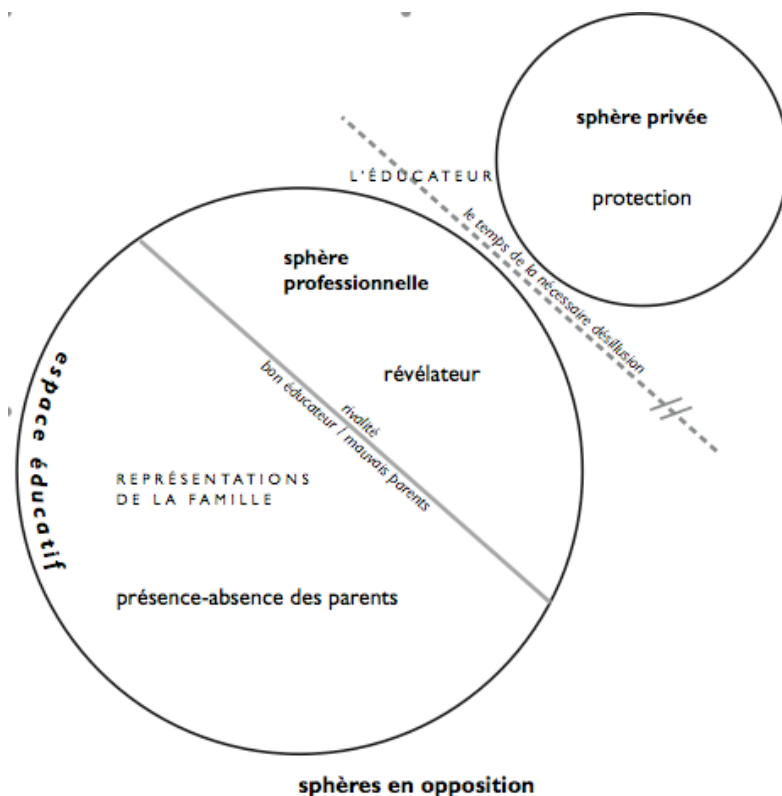 sphère privée
protection
L'ÉDUCATEUR
le temps de la nécessaire désillusion
sphère
professionnelle
révélateur
rivalité
bon éducateur / mauvais parents
espace éducatif
REPRÉSENTATIONS
DE LA FAMILLE
présence-absence des parents
sphères en opposition